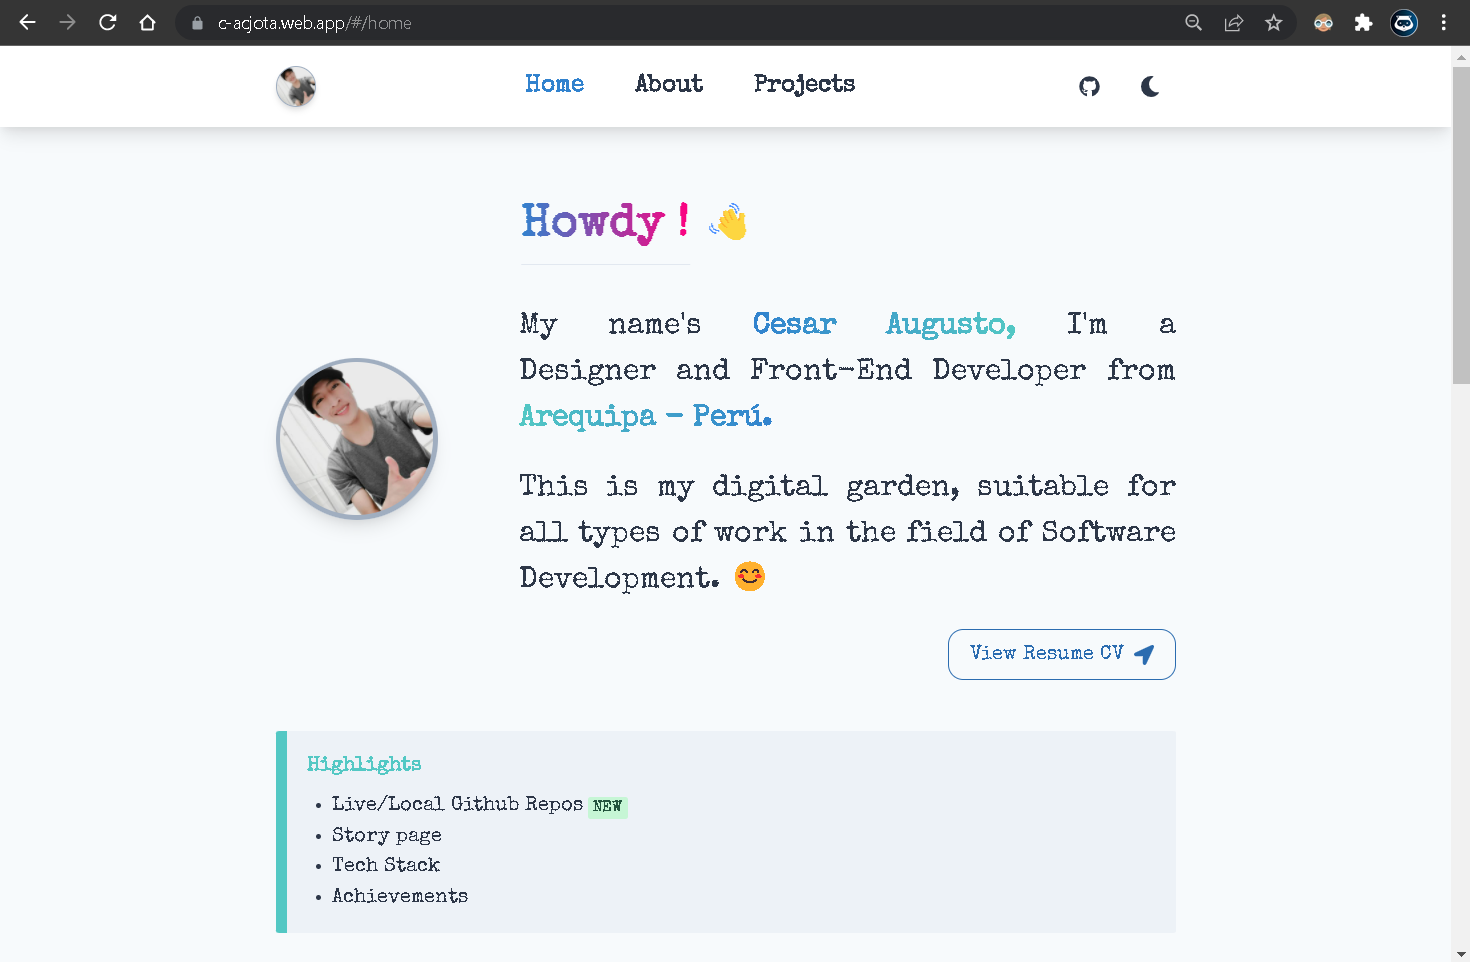 c-acjota.web.app/#/home
Home About Projects
Howdy ! 👋
My name's Cesar Augusto, I'm a
Designer and Front-End Developer from
Arequipa - Perú.
This is my digital garden, suitable for
all types of work in the field of Software
Development. 😊
View Resume CV
Highlights
• Live/Local Github Repos NEW
• Story page
• Tech Stack
• Achievements